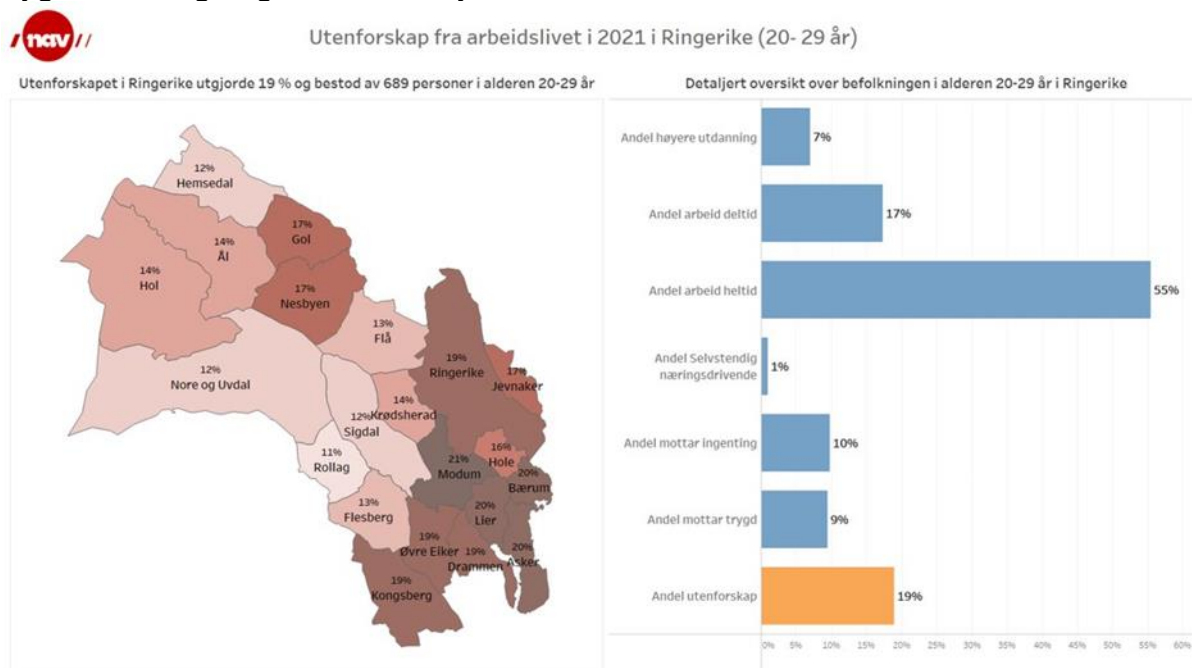 nav
Utenforskap fra arbeidslivet i 2021 i Ringerike (20- 29 år)
Utenforskapet i Ringerike utgjorde 19 % og bestod av 689 personer i alderen 20-29 år
12%
Hemsedal
17%
Gol
14%
Ål
14%
Hol
17%
Nesbyen
13%
Flå
12%
Nore og Uvdal
19%
Ringerike
17%
Jevnaker
14%
Krødsherad
12%
Sigdal
11%
Rollag
21%
Modum
16%
Hole
20%
Bærum
13%
Flesberg
20%
Lier
19%
Øvre Eiker
19%
Drammen
20%
Asker
19%
Kongsberg
Detaljert oversikt over befolkningen i alderen 20-29 år i Ringerike
Andel høyere utdanning
7%
Andel arbeid deltid
17%
Andel arbeid heltid
55%
Andel Selvstendig
næringsdrivende
1%
Andel mottar ingenting
10%
Andel mottar trygd
9%
Andel utenforskap
19%
0% 5% 10% 15% 20% 25% 30% 35% 40% 45% 50% 55% 60%